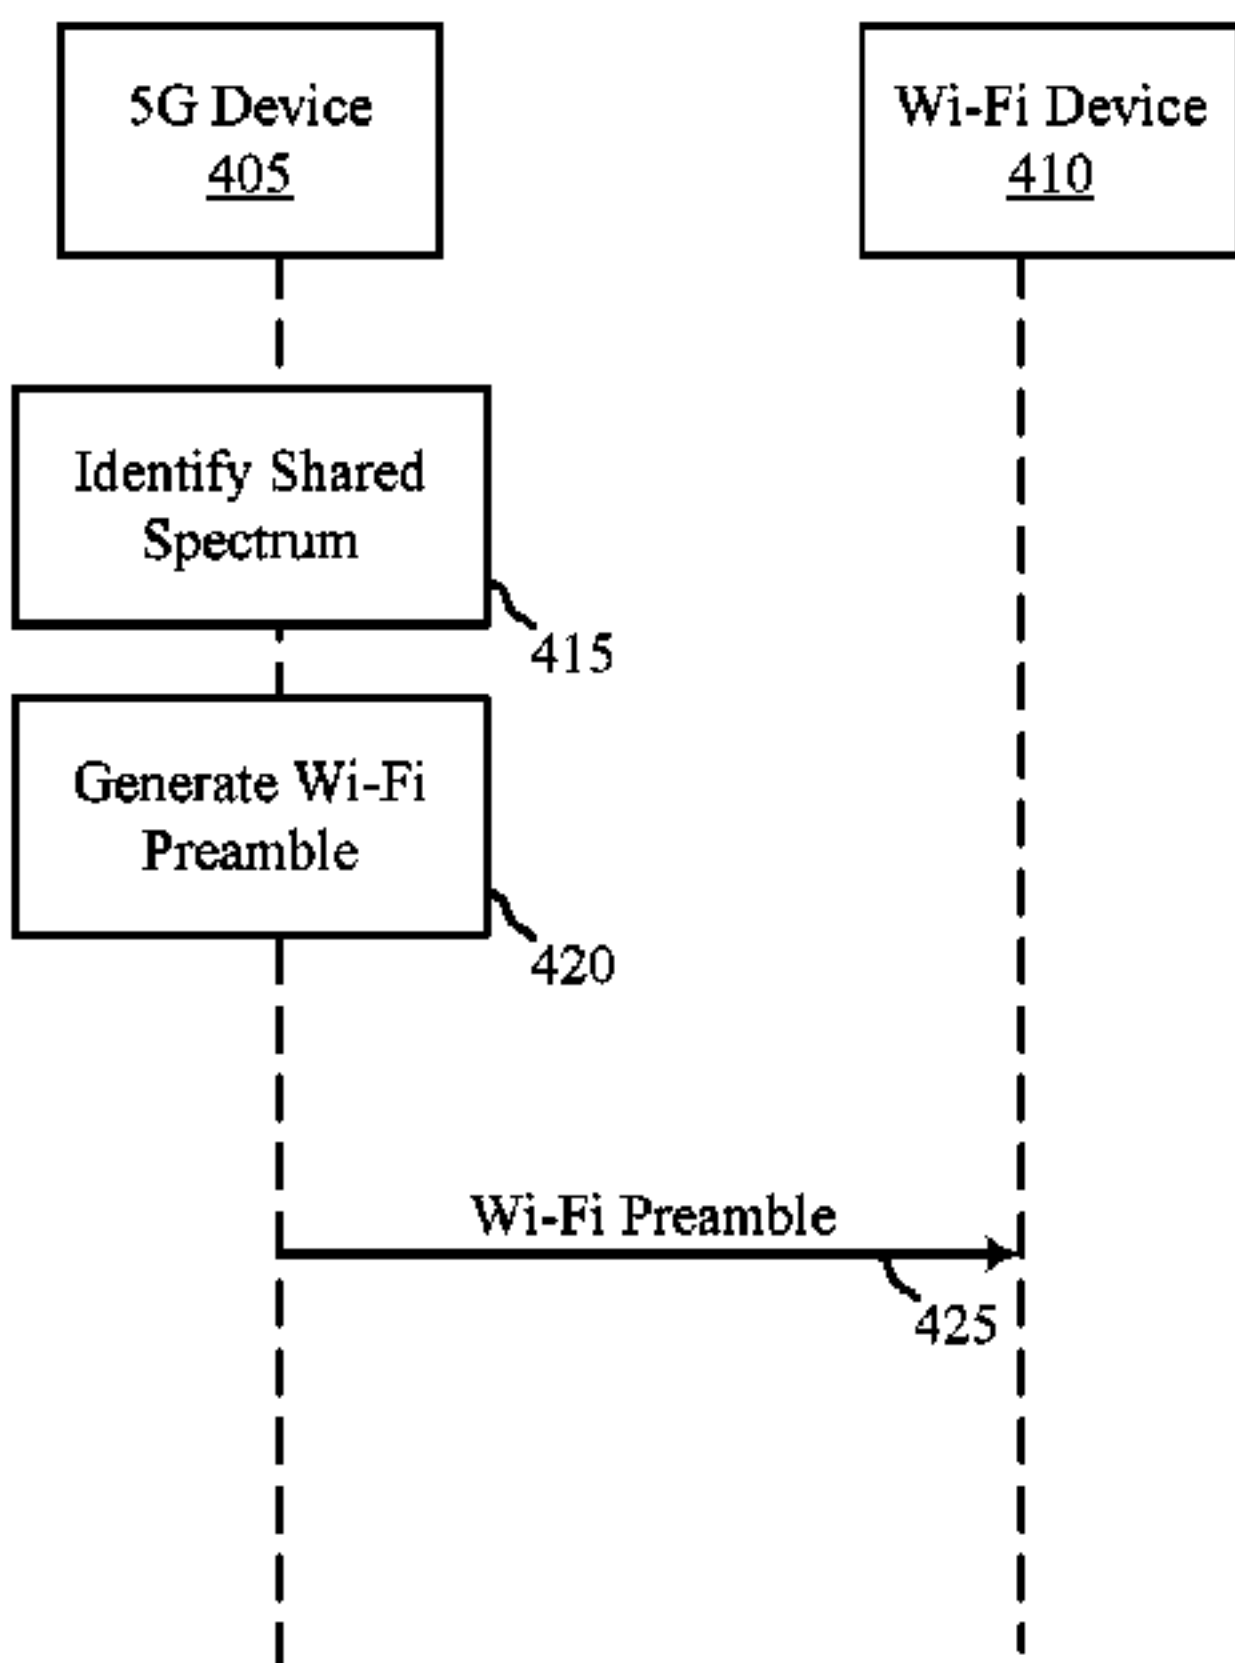 5G Device
405
Wi-Fi Device
410
Identify Shared
Spectrum
415
Generate Wi-Fi
Preamble
420
Wi-Fi Preamble
425